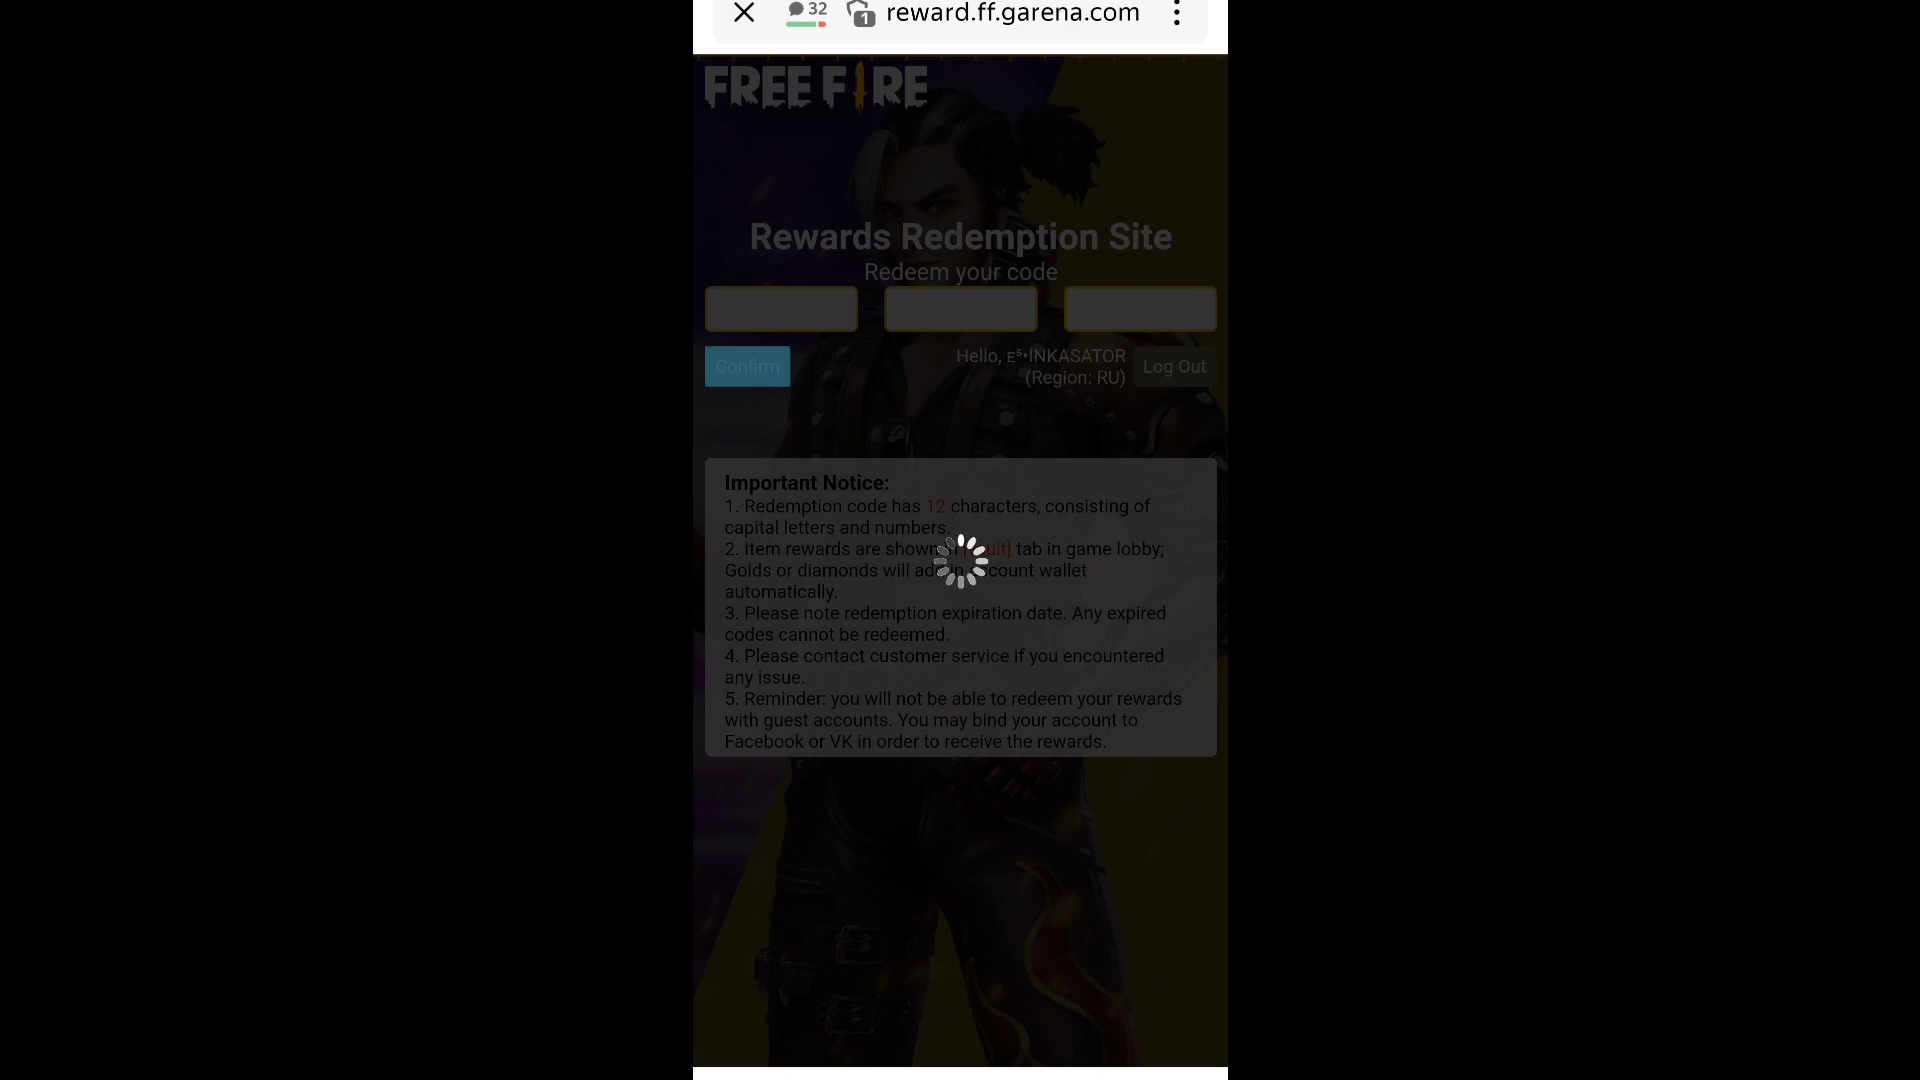 32
1
reward.ff.garena.com
FREE FIRE
Rewards Redemption Site
Redeem your code
Confirm
Hello, ᴇ⁵•INKASATOR
(Region: RU)
Log Out
Important Notice:
1. Redemption code has 12 characters, consisting of
capital letters and numbers.
2. Item rewards are shown tab in game lobby;
Golds or diamonds will account wallet
automatically.
3. Please note redemption expiration date. Any expired
codes cannot be redeemed.
4. Please contact customer service if you encountered
any issue.
5. Reminder: you will not be able to redeem your rewards
with guest accounts. You may bind your account to
Facebook or VK in order to receive the rewards.